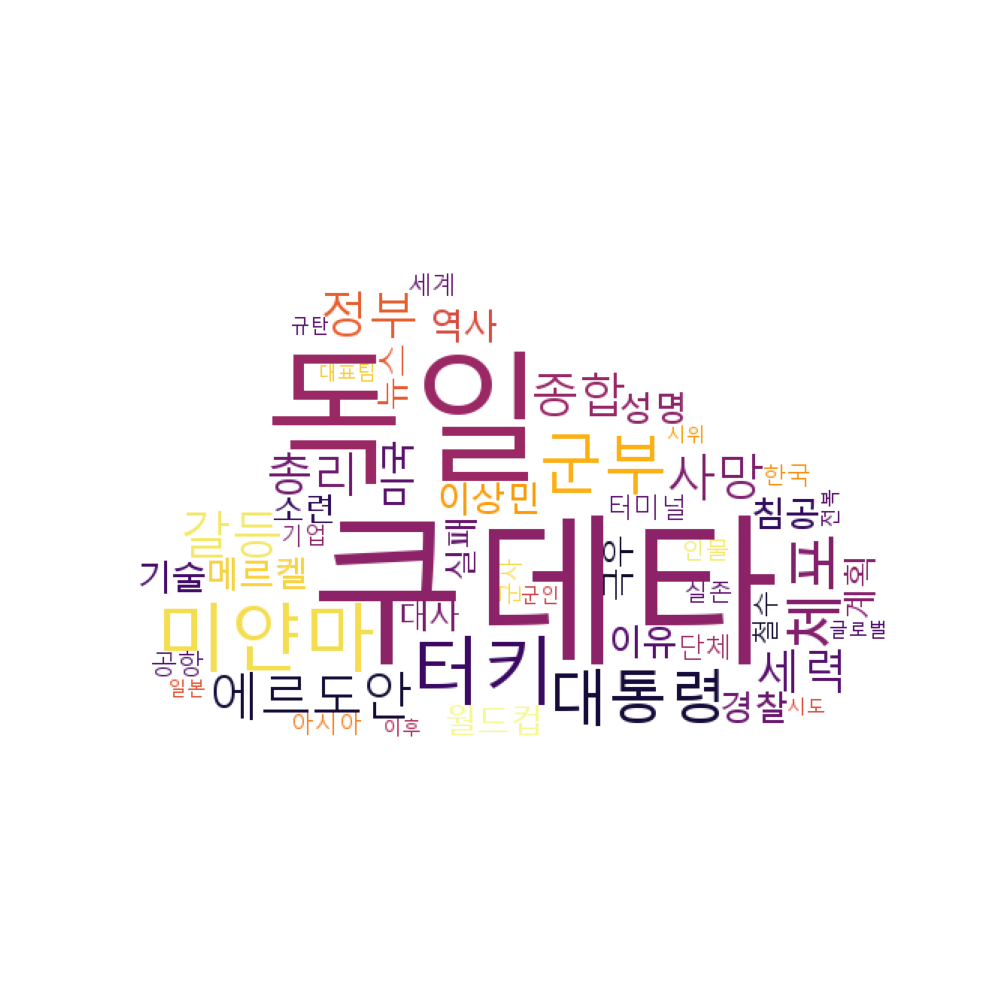 세계
정부
규탄
역사
뉴스
대표팀
독일
종합
성명
시위
군부
총리
미국
사망
한국
이상민
소련
터미널
침공
전복
갈등
기업
실패
쿠데타
극우
인물
체포
계획
기술
메르켈
군사
군인
실존
미얀마
대사
철수
글로벌
이유
단체
공항
터키
세력
일본
에르도안
대통령
경찰
시도
아시아
이후
월드컵